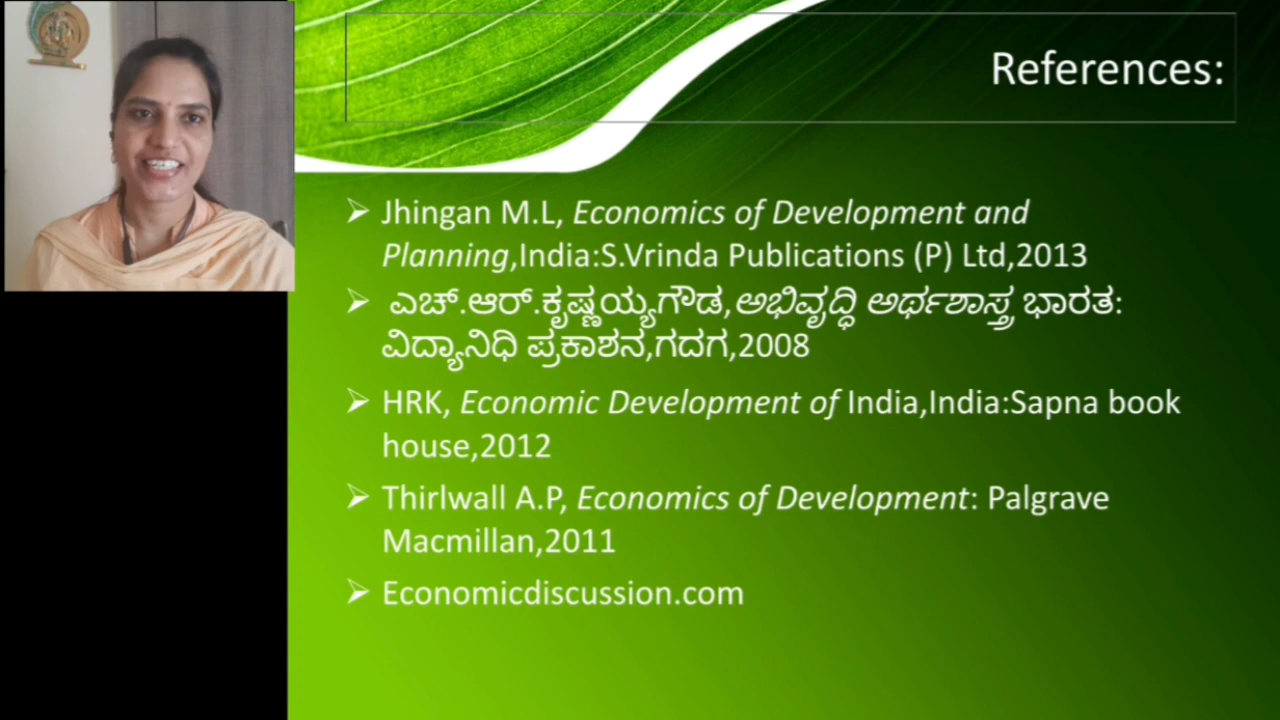 References:
Jhingan M.L, Economics of Development and
Planning,India:S.Vrinda Publications (P) Ltd,2013
ಎಚ್.ಆರ್.ಕೃಷ್ಣಯ್ಯಗೌಡ,ಅಭಿವೃದ್ಧಿ ಅರ್ಥಶಾಸ್ತ್ರ ಭಾರತ:
ವಿದ್ಯಾನಿಧಿ ಪ್ರಕಾಶನ,ಗದಗ,2008
HRK, Economic Development of India,India:Sapna book
house,2012
Thirlwall A.P, Economics of Development: Palgrave
Macmillan,2011
Economicdiscussion.com